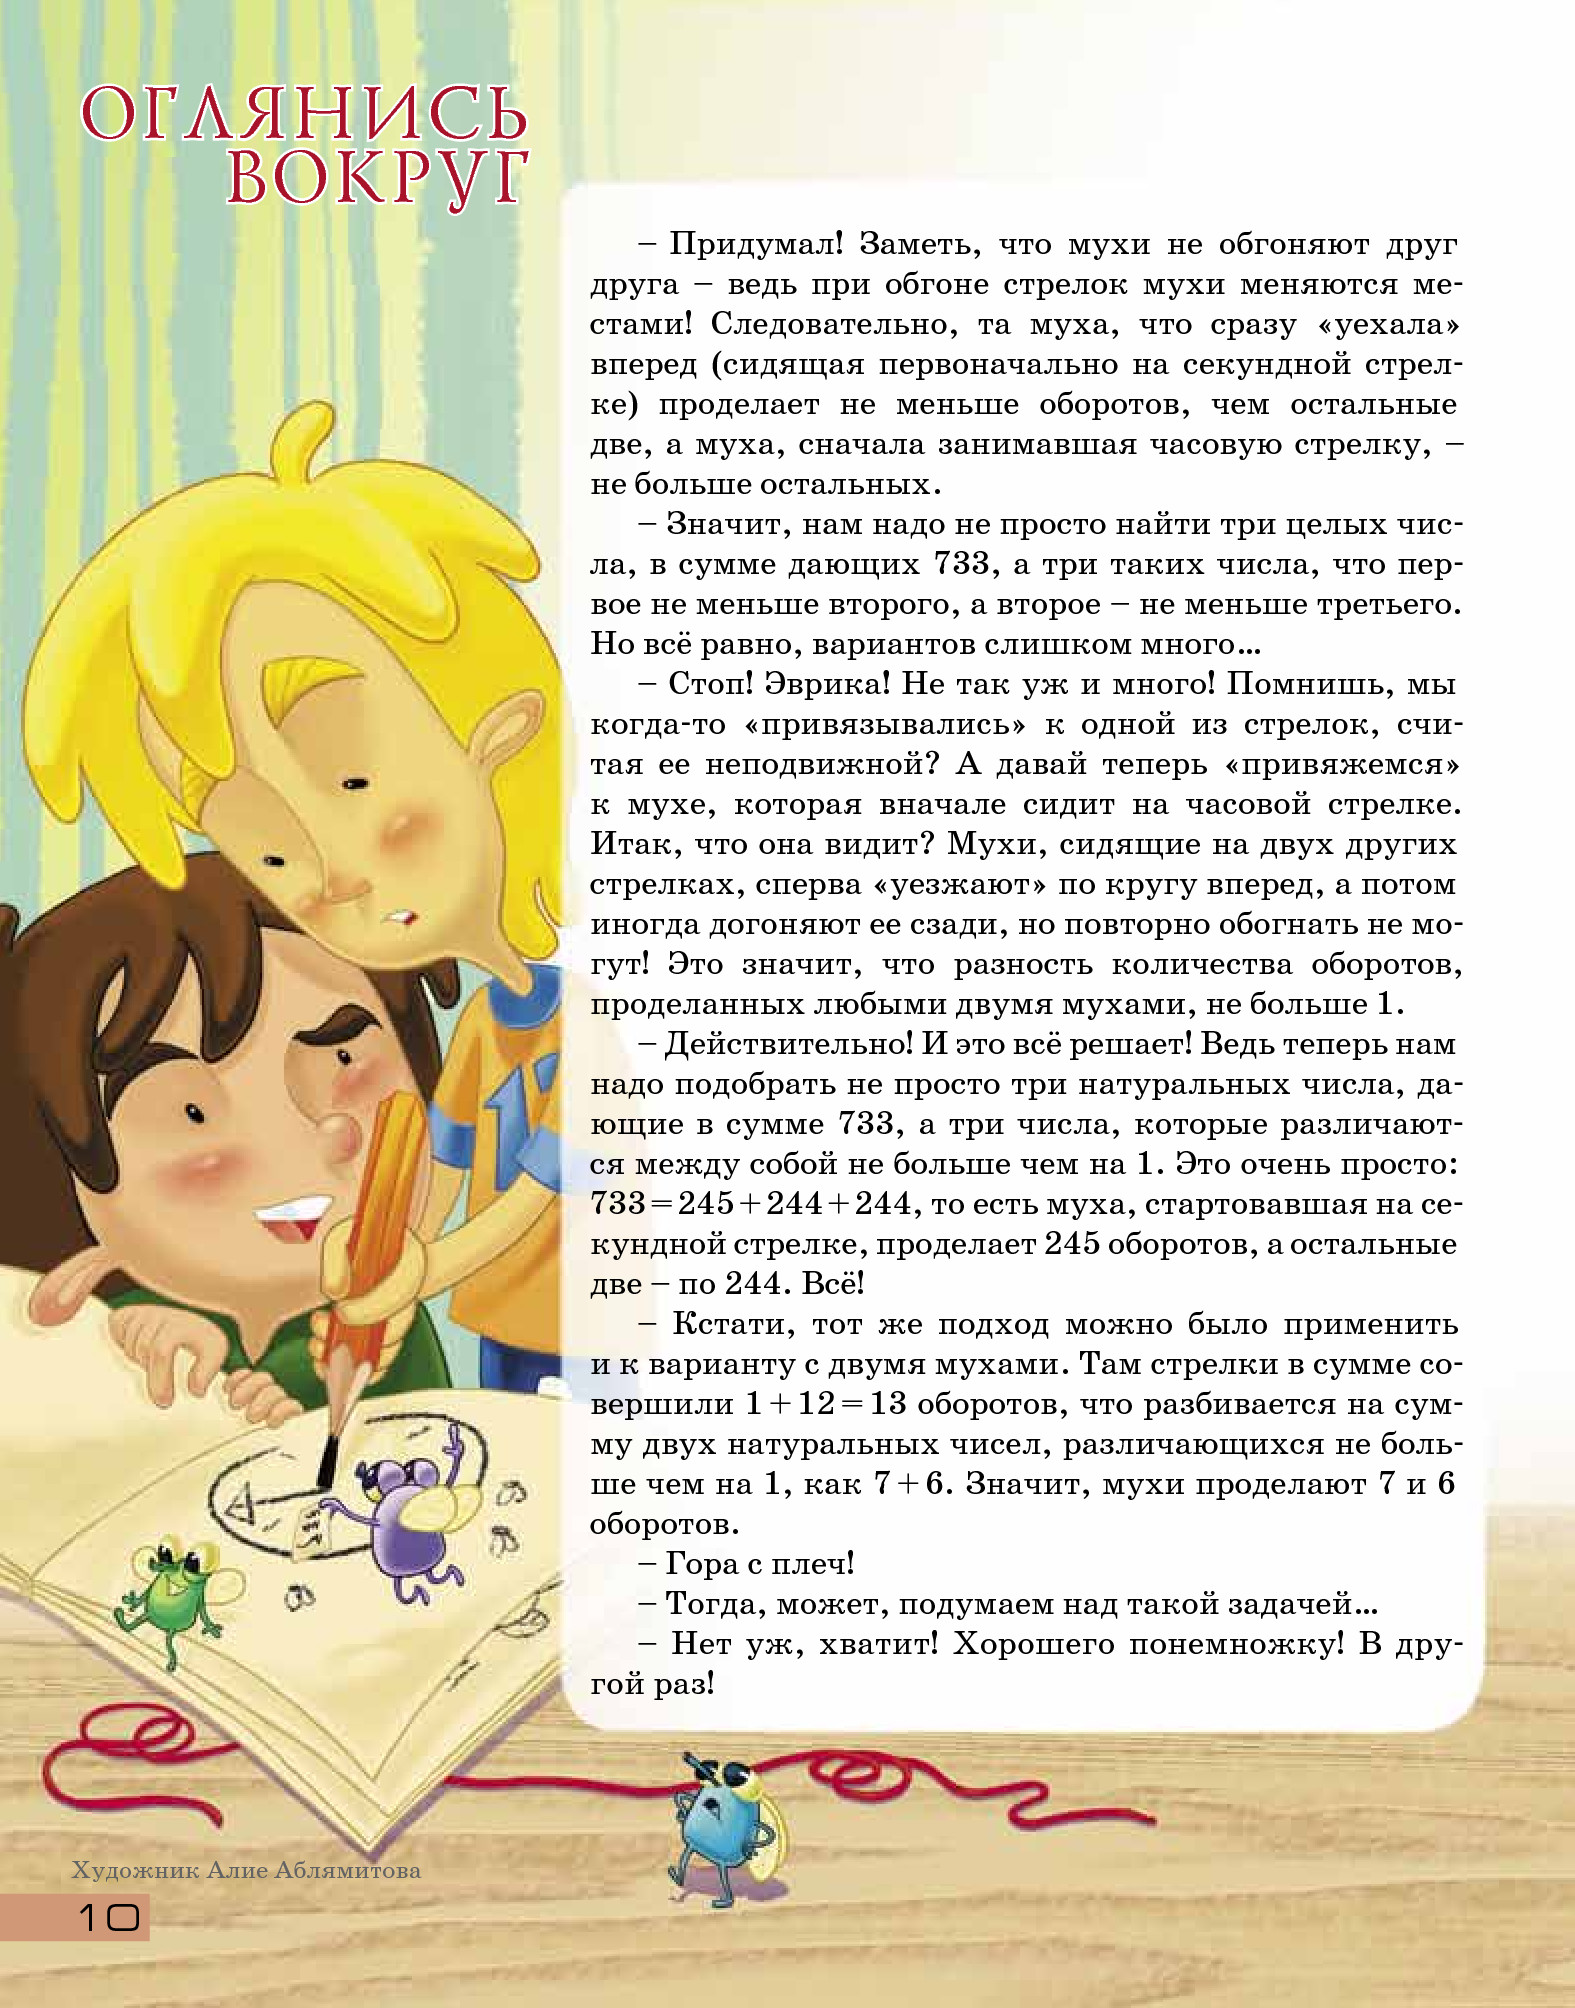 ОГЛЯНИСЬ
ВОКРУГ
– Придумал! Заметь, что мухи не обгоняют друг
друга – ведь при обгоне стрелок мухи меняются ме-
стами! Следовательно, та муха, что сразу «уехала»
вперед (сидящая первоначально на секундной стрел-
ке) проделает не меньше оборотов, чем остальные
две, а муха, сначала занимавшая часовую стрелку, –
не больше остальных.
– Значит, нам надо не просто найти три целых чис-
ла, в сумме дающих 733, а три таких числа, что пер-
вое не меньше второго, а второе – не меньше третьего.
Но всё равно, вариантов слишком много…
– Стоп! Эврика! Не так уж и много! Помнишь, мы
когда-то «привязывались» к одной из стрелок, счи-
тая ее неподвижной? А давай теперь «привяжемся»
к мухе, которая вначале сидит на часовой стрелке.
Итак, что она видит? Мухи, сидящие на двух других
стрелках, сперва «уезжают» по кругу вперед, а потом
иногда догоняют ее сзади, но повторно обогнать не мо-
гут! Это значит, что разность количества оборотов,
проделанных любыми двумя мухами, не больше 1.
– Действительно! И это всё решает! Ведь теперь нам
надо подобрать не просто три натуральных числа, да-
ющие в сумме 733, а три числа, которые различают-
ся между собой не больше чем на 1. Это очень просто:
733=245+244+244, то есть муха, стартовавшая на се-
кундной стрелке, проделает 245 оборотов, а остальные
две – по 244. Всё!
– Кстати, тот же подход можно было применить
и к варианту с двумя мухами. Там стрелки в сумме со-
вершили 1+12=13 оборотов, что разбивается на сум-
му двух натуральных чисел, различающихся не боль-
ше чем на 1, как 7+6. Значит, мухи проделают 7 и 6
оборотов.
– Гора с плеч!
– Тогда, может, подумаем над такой задачей…
– Нет уж, хватит! Хорошего понемножку! В дру-
гой раз!
Художник Алие Аблямитова
10